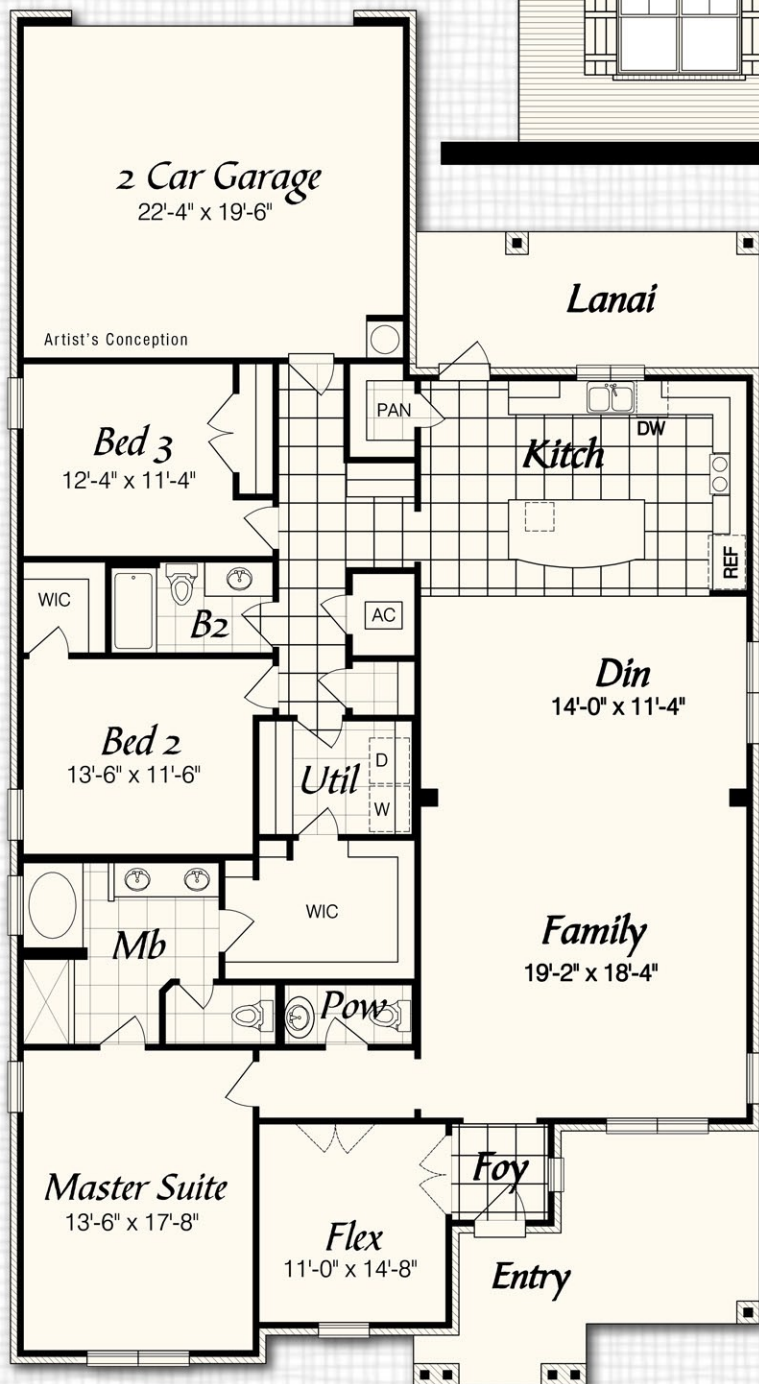 2 Car Garage
22'-4" x 19'-6"
Artist's Conception
Lanai
PAN
Bed 3
12'-4" x 11'-4"
Kitch
DW
REF
WIC
B2
AC
Din
14'-0" x 11'-4"
Bed 2
13'-6" x 11'-6"
Util
D
W
WIC
Mb
Family
19'-2" x 18'-4"
Pow
Master Suite
13'-6" x 17'-8"
Foy
Flex
11'-0" x 14'-8"
Entry